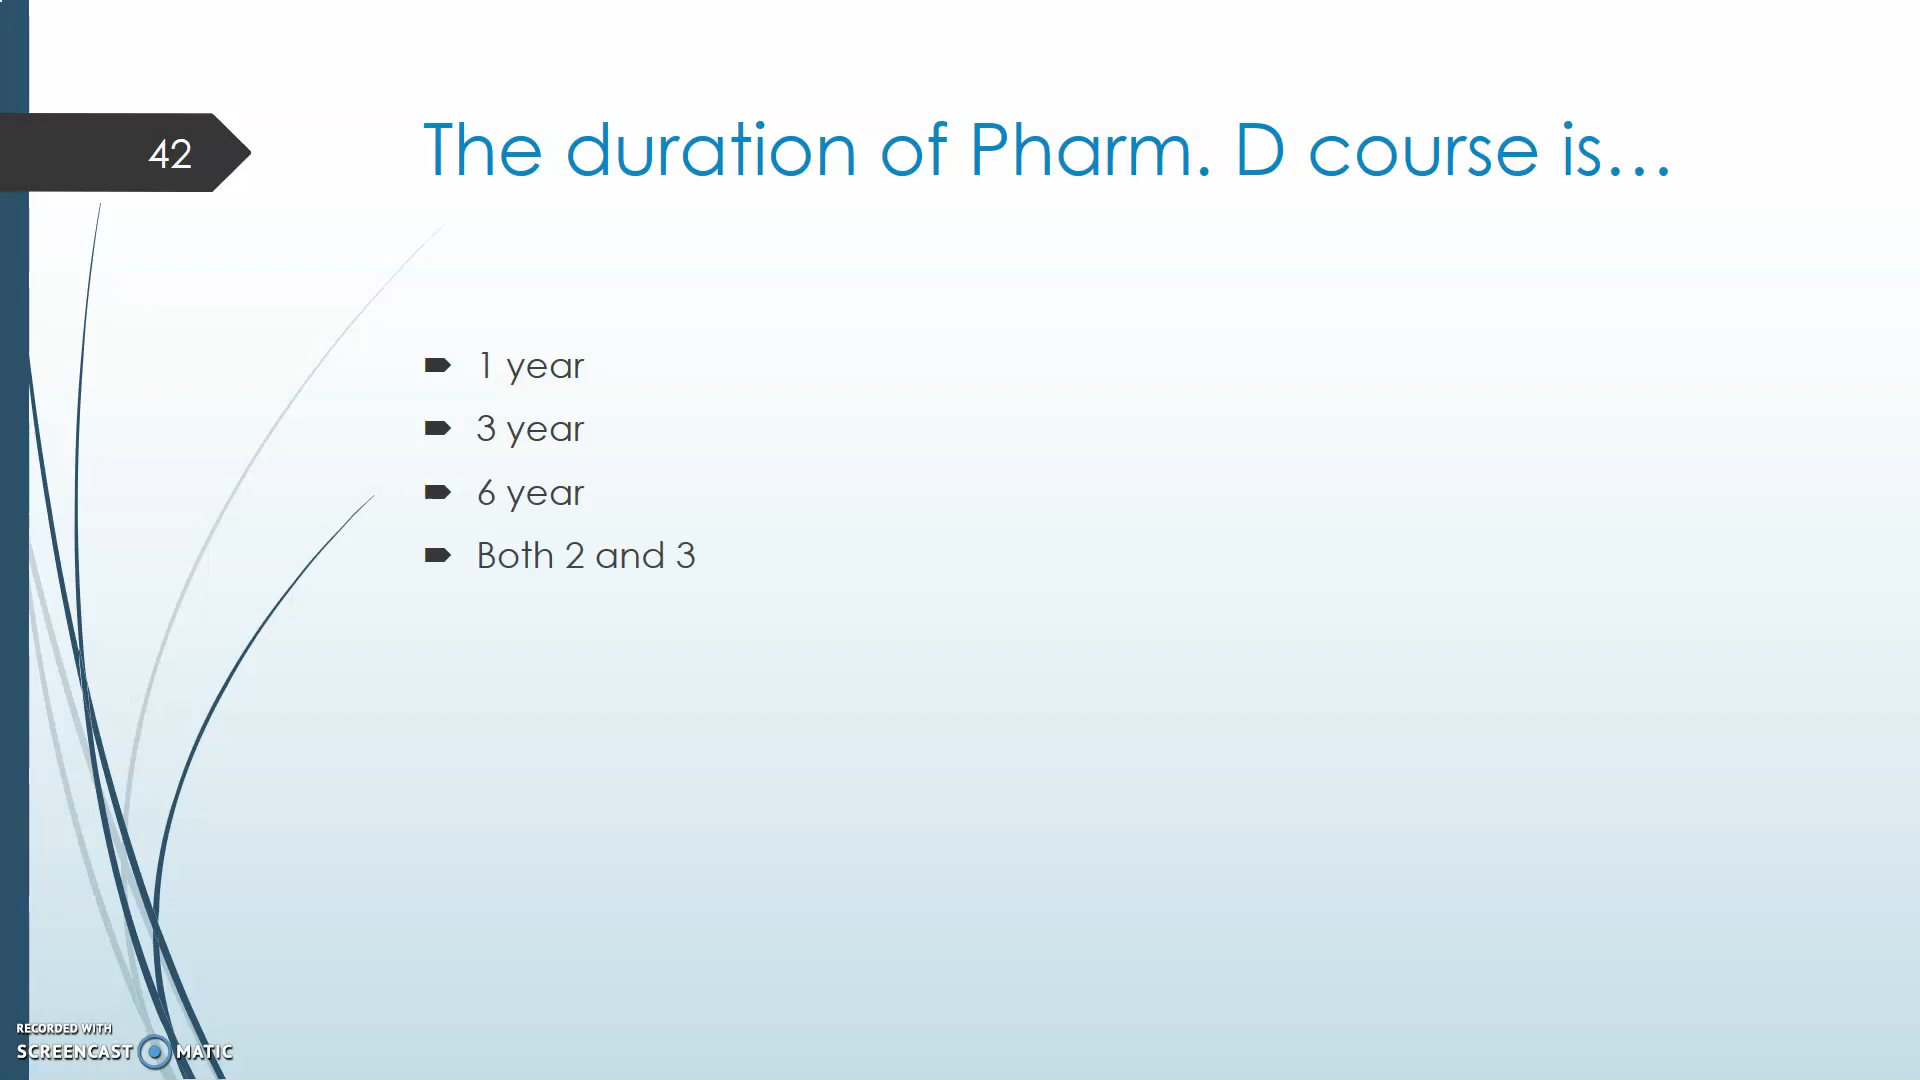 42
The duration of Pharm. D course is...
1 year
3 year
6 year
Both 2 and 3
RECORDED WITH
SCREENCAST MATIC